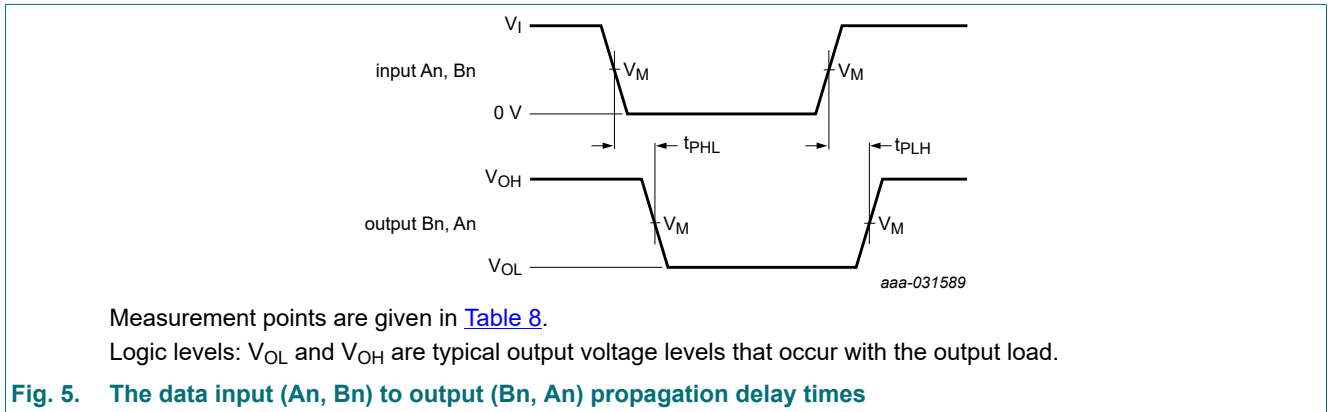 VI
input An, Bn
VM
VM
0 V
tPHL
tPLH
VOH
output Bn, An
VM
VM
VOL
aaa-031589
Measurement points are given in Table 8.
Logic levels: VOL and VOH are typical output voltage levels that occur with the output load.
Fig. 5. The data input (An, Bn) to output (Bn, An) propagation delay times